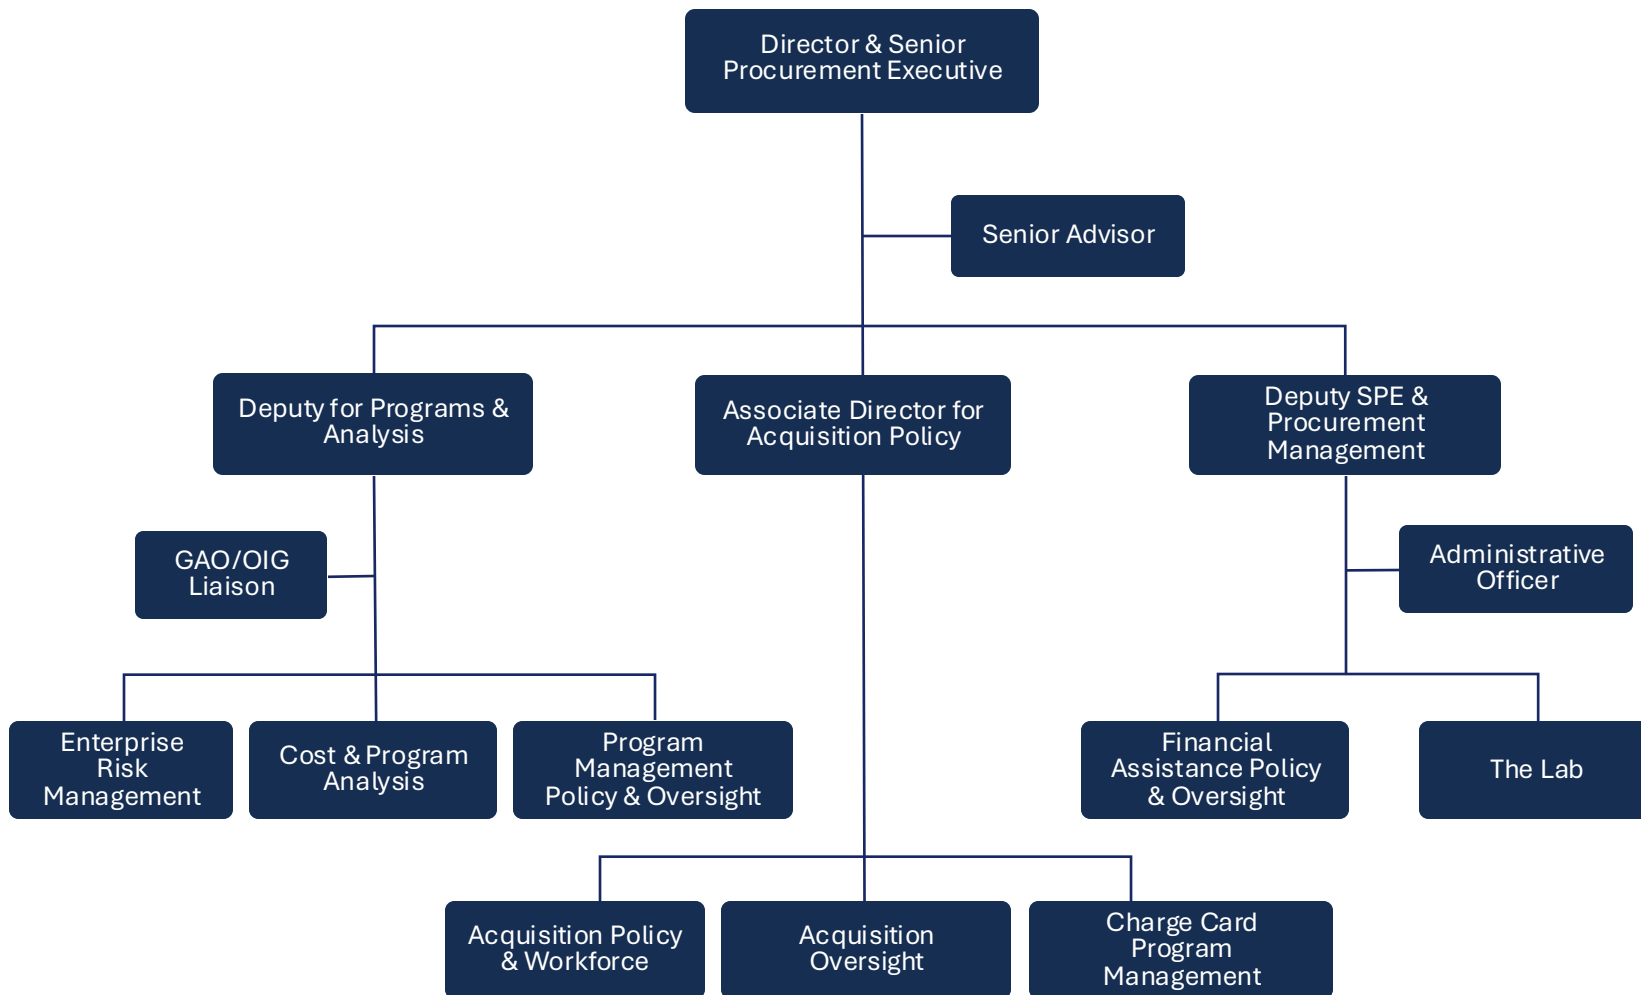 Director & Senior
Procurement Executive
Senior Advisor
Deputy for Programs &
Analysis
Associate Director for
Acquisition Policy
Deputy SPE &
Procurement
Management
GAO/OIG
Liaison
Administrative
Officer
Enterprise
Risk
Management
Cost & Program
Analysis
Program
Management
Policy & Oversight
Financial
Assistance Policy
& Oversight
The Lab
Acquisition Policy
& Workforce
Acquisition
Oversight
Charge Card
Program
Management